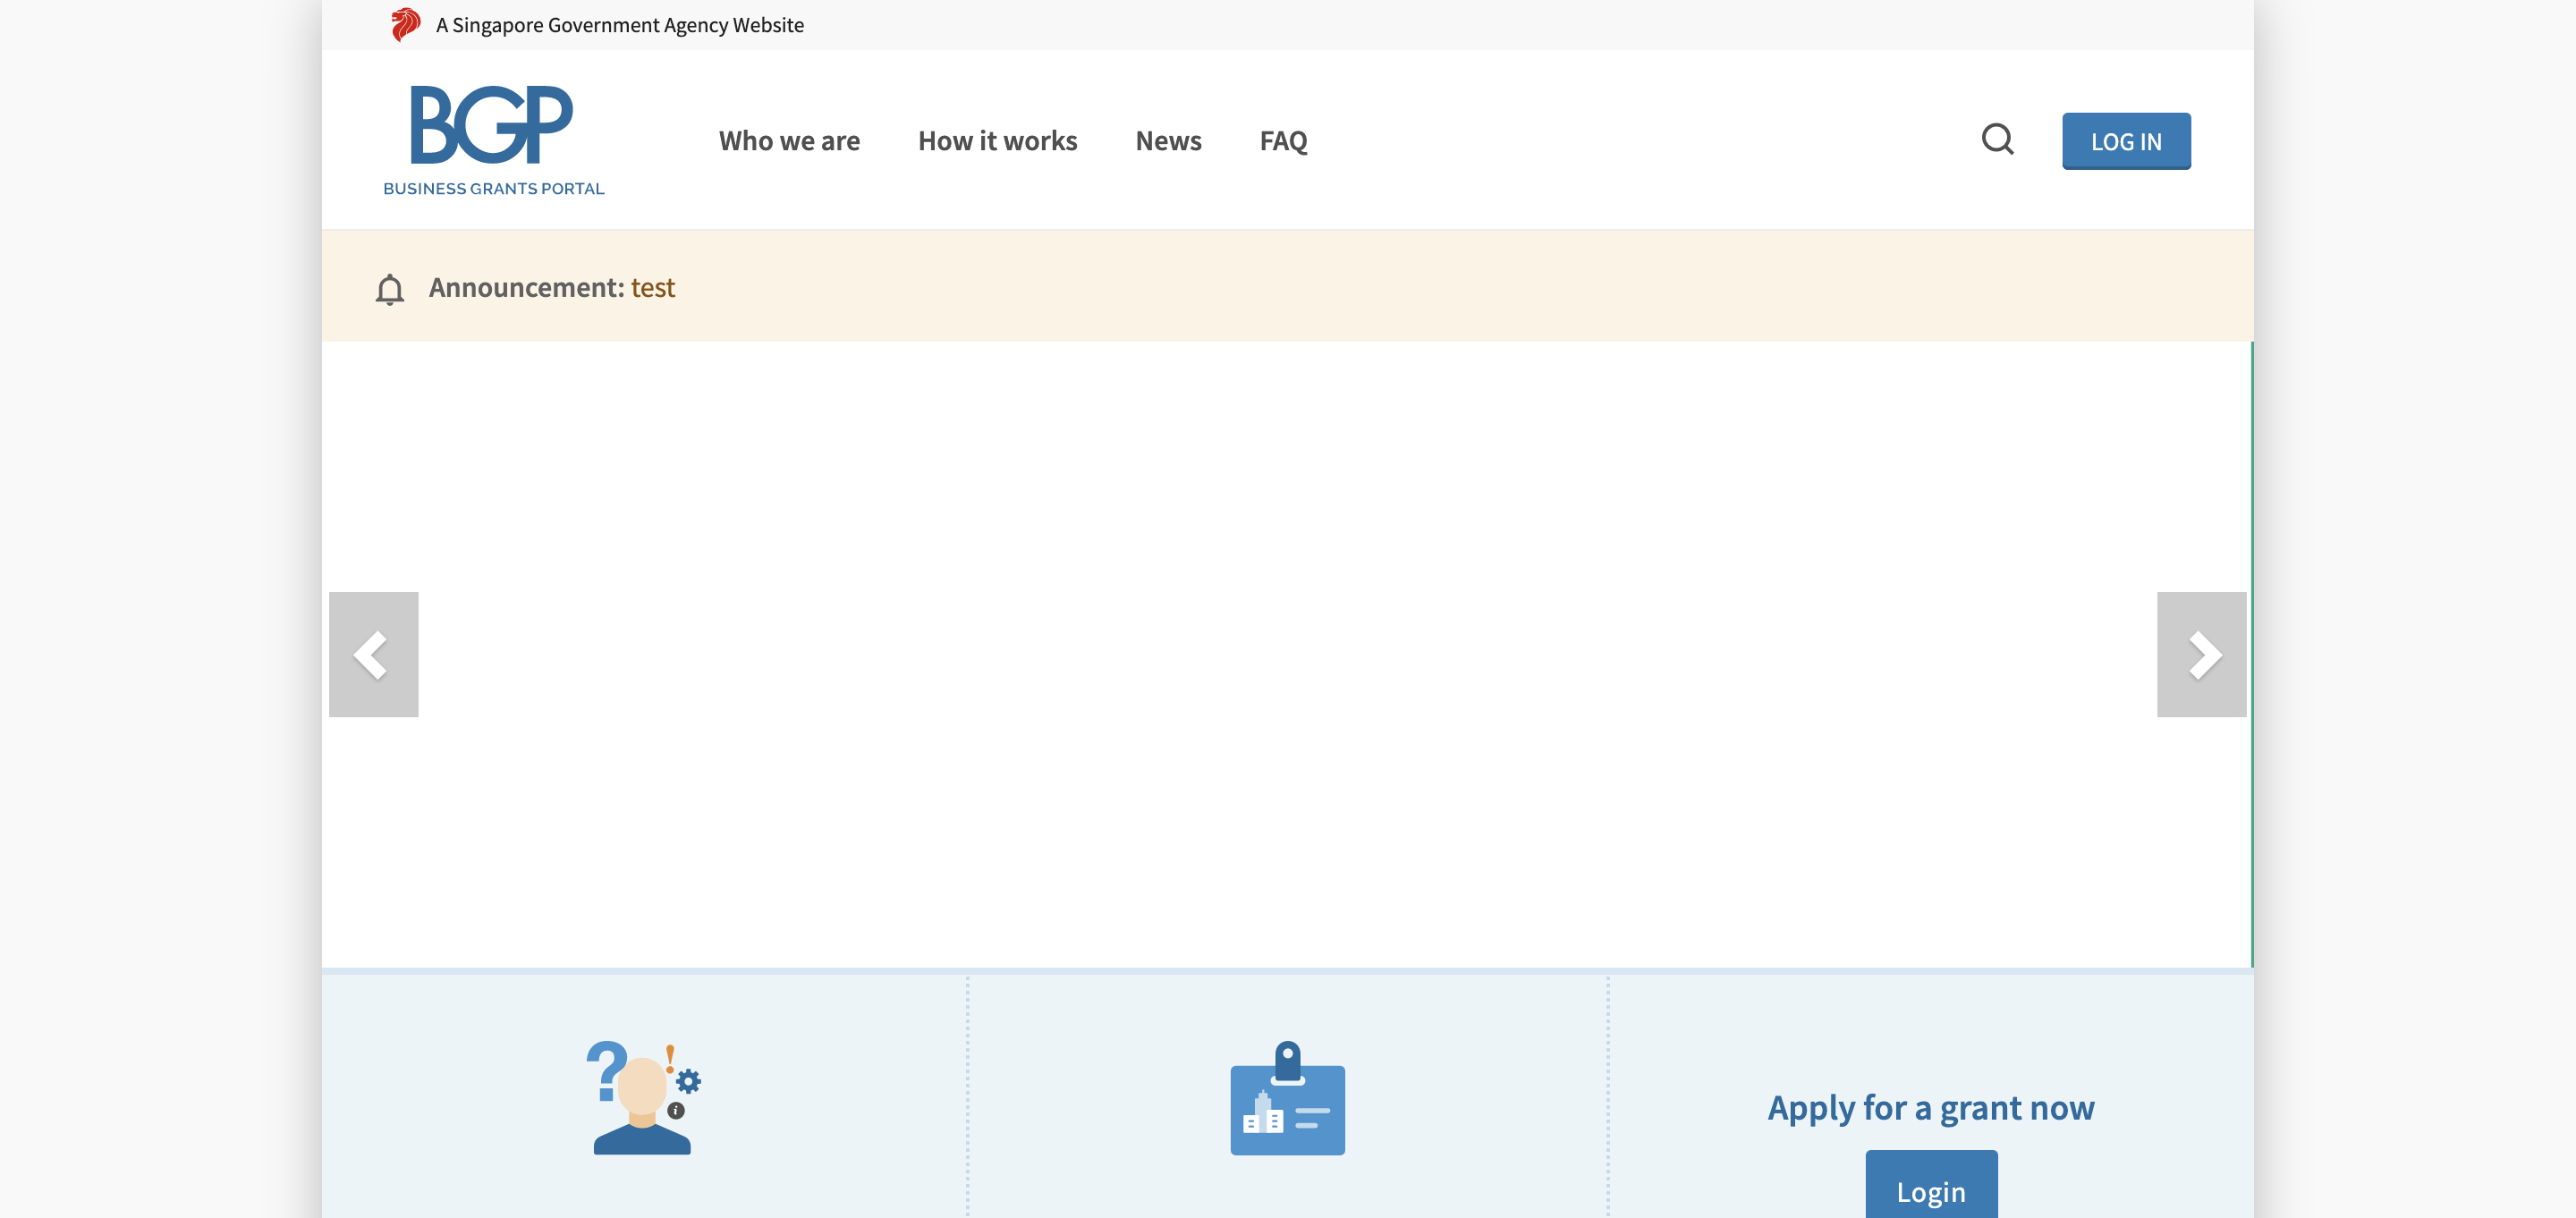 A Singapore Government Agency Website
BGP
BUSINESS GRANTS PORTAL
Who we are
How it works
News
FAQ
LOG IN
Announcement: test
?
!
i
Apply for a grant now
Login